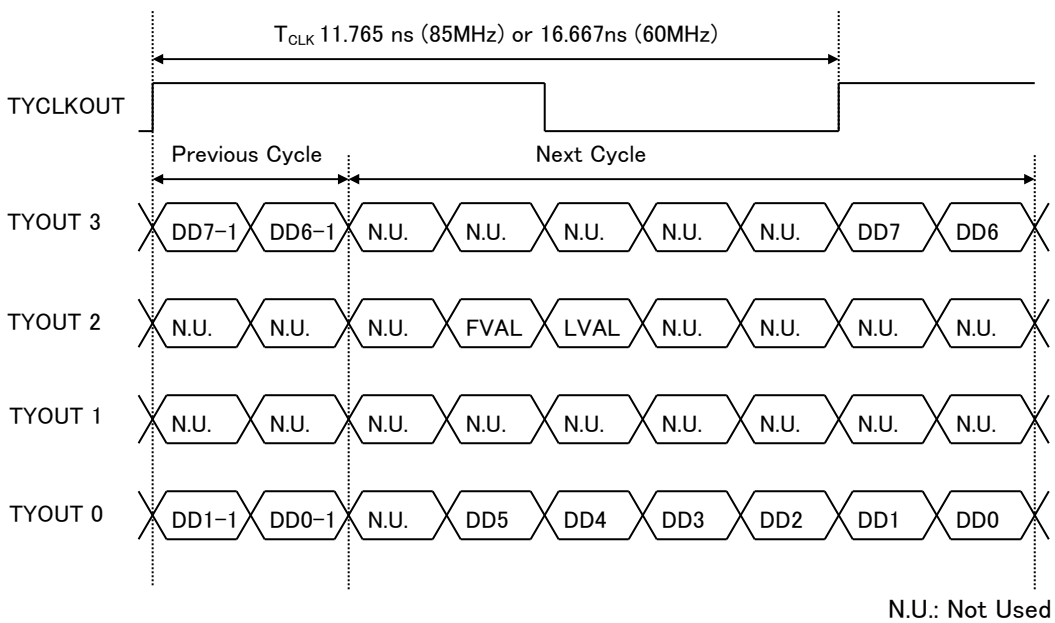 TCLK 11.765 ns (85MHz) or 16.667ns (60MHz)
TYCLKOUT
Previous Cycle Next Cycle
TYOUT 3 DD7-1 DD6-1 N.U. N.U. N.U. N.U. N.U. DD7 DD6
TYOUT 2 N.U. N.U. N.U. FVAL LVAL N.U. N.U. N.U. N.U.
TYOUT 1 N.U. N.U. N.U. N.U. N.U. N.U. N.U. N.U. N.U.
TYOUT 0 DD1-1 DD0-1 N.U. DD5 DD4 DD3 DD2 DD1 DD0
N.U.: Not Used